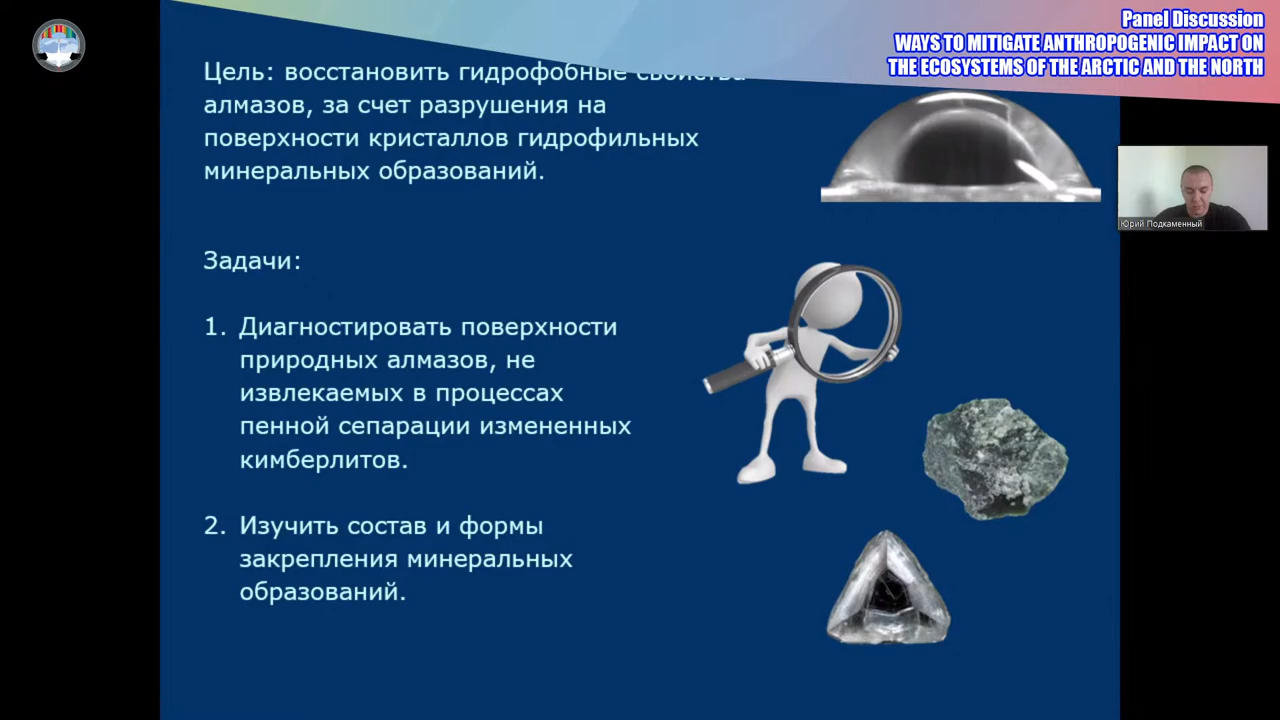 Panel Discussion
WAYS TO MITIGATE ANTHROPOGENIC IMPACT ON
THE ECOSYSTEMS OF THE ARCTIC AND THE NORTH
Цель: восстановить гидрофобные свойства
алмазов, за счет разрушения на
поверхности кристаллов гидрофильных
минеральных образований.
Юрий Подкаменный
Задачи:
1. Диагностировать поверхности
природных алмазов, не
извлекаемых в процессах
пенной сепарации измененных
кимберлитов.
2. Изучить состав и формы
закрепления минеральных
образований.